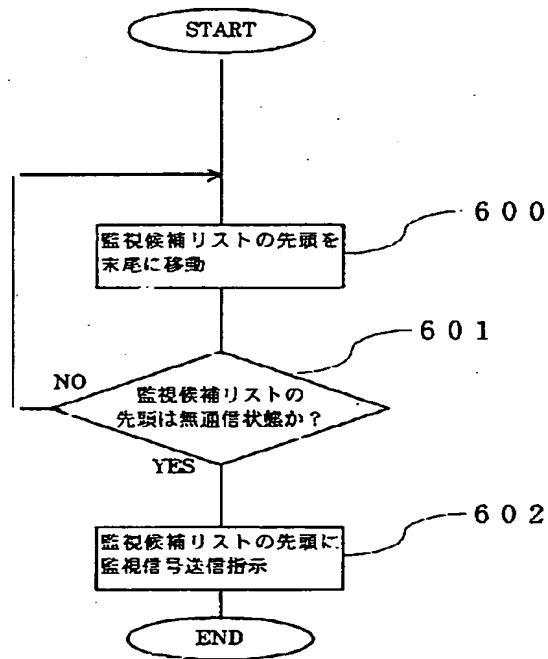 START
監視候補リストの先頭を
末尾に移動
600
601
NO
監視候補リストの
先頭は無通信状態か？
YES
602
監視候補リストの先頭に
監視信号送信指示
END